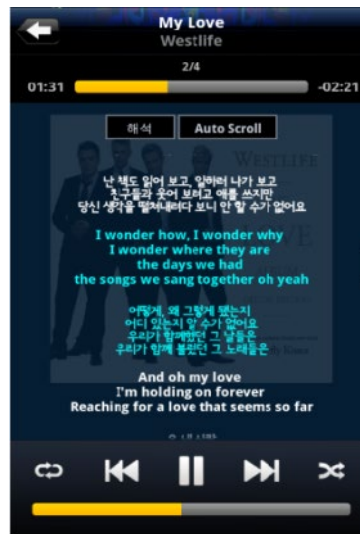 My Love
Westlife
2/4
01:31
-02:21
해석
Auto Scroll
WESTLIFE
난 책도 읽어 보고, 일하러 나가 보고
친구들과 웃어 보려고 애를 쓰지만
당신 생각을 떨쳐내려다 보니 안 할 수가 없어요
I wonder how, I wonder why
I wonder where they are
the days we had
the songs we sang together oh yeah
어떻게, 왜 그렇게 됐는지
어디 있는지 알 수가 없어요
우리가 함께했던 그 날들은
우리가 함께 불렀던 그 노래들은
And oh my love
I'm holding on forever
Reaching for a love that seems so far